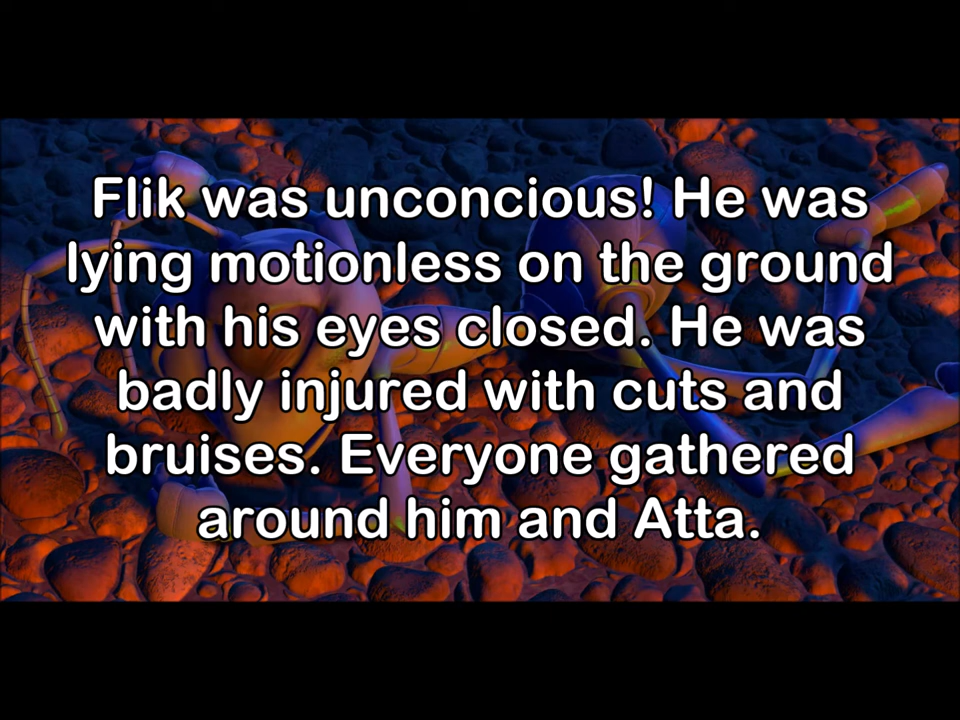 Flik was unconcious! He was
lying motionless on the ground
with his eyes closed. He was
badly injured with cuts and
bruises. Everyone gathered
around him and Atta.